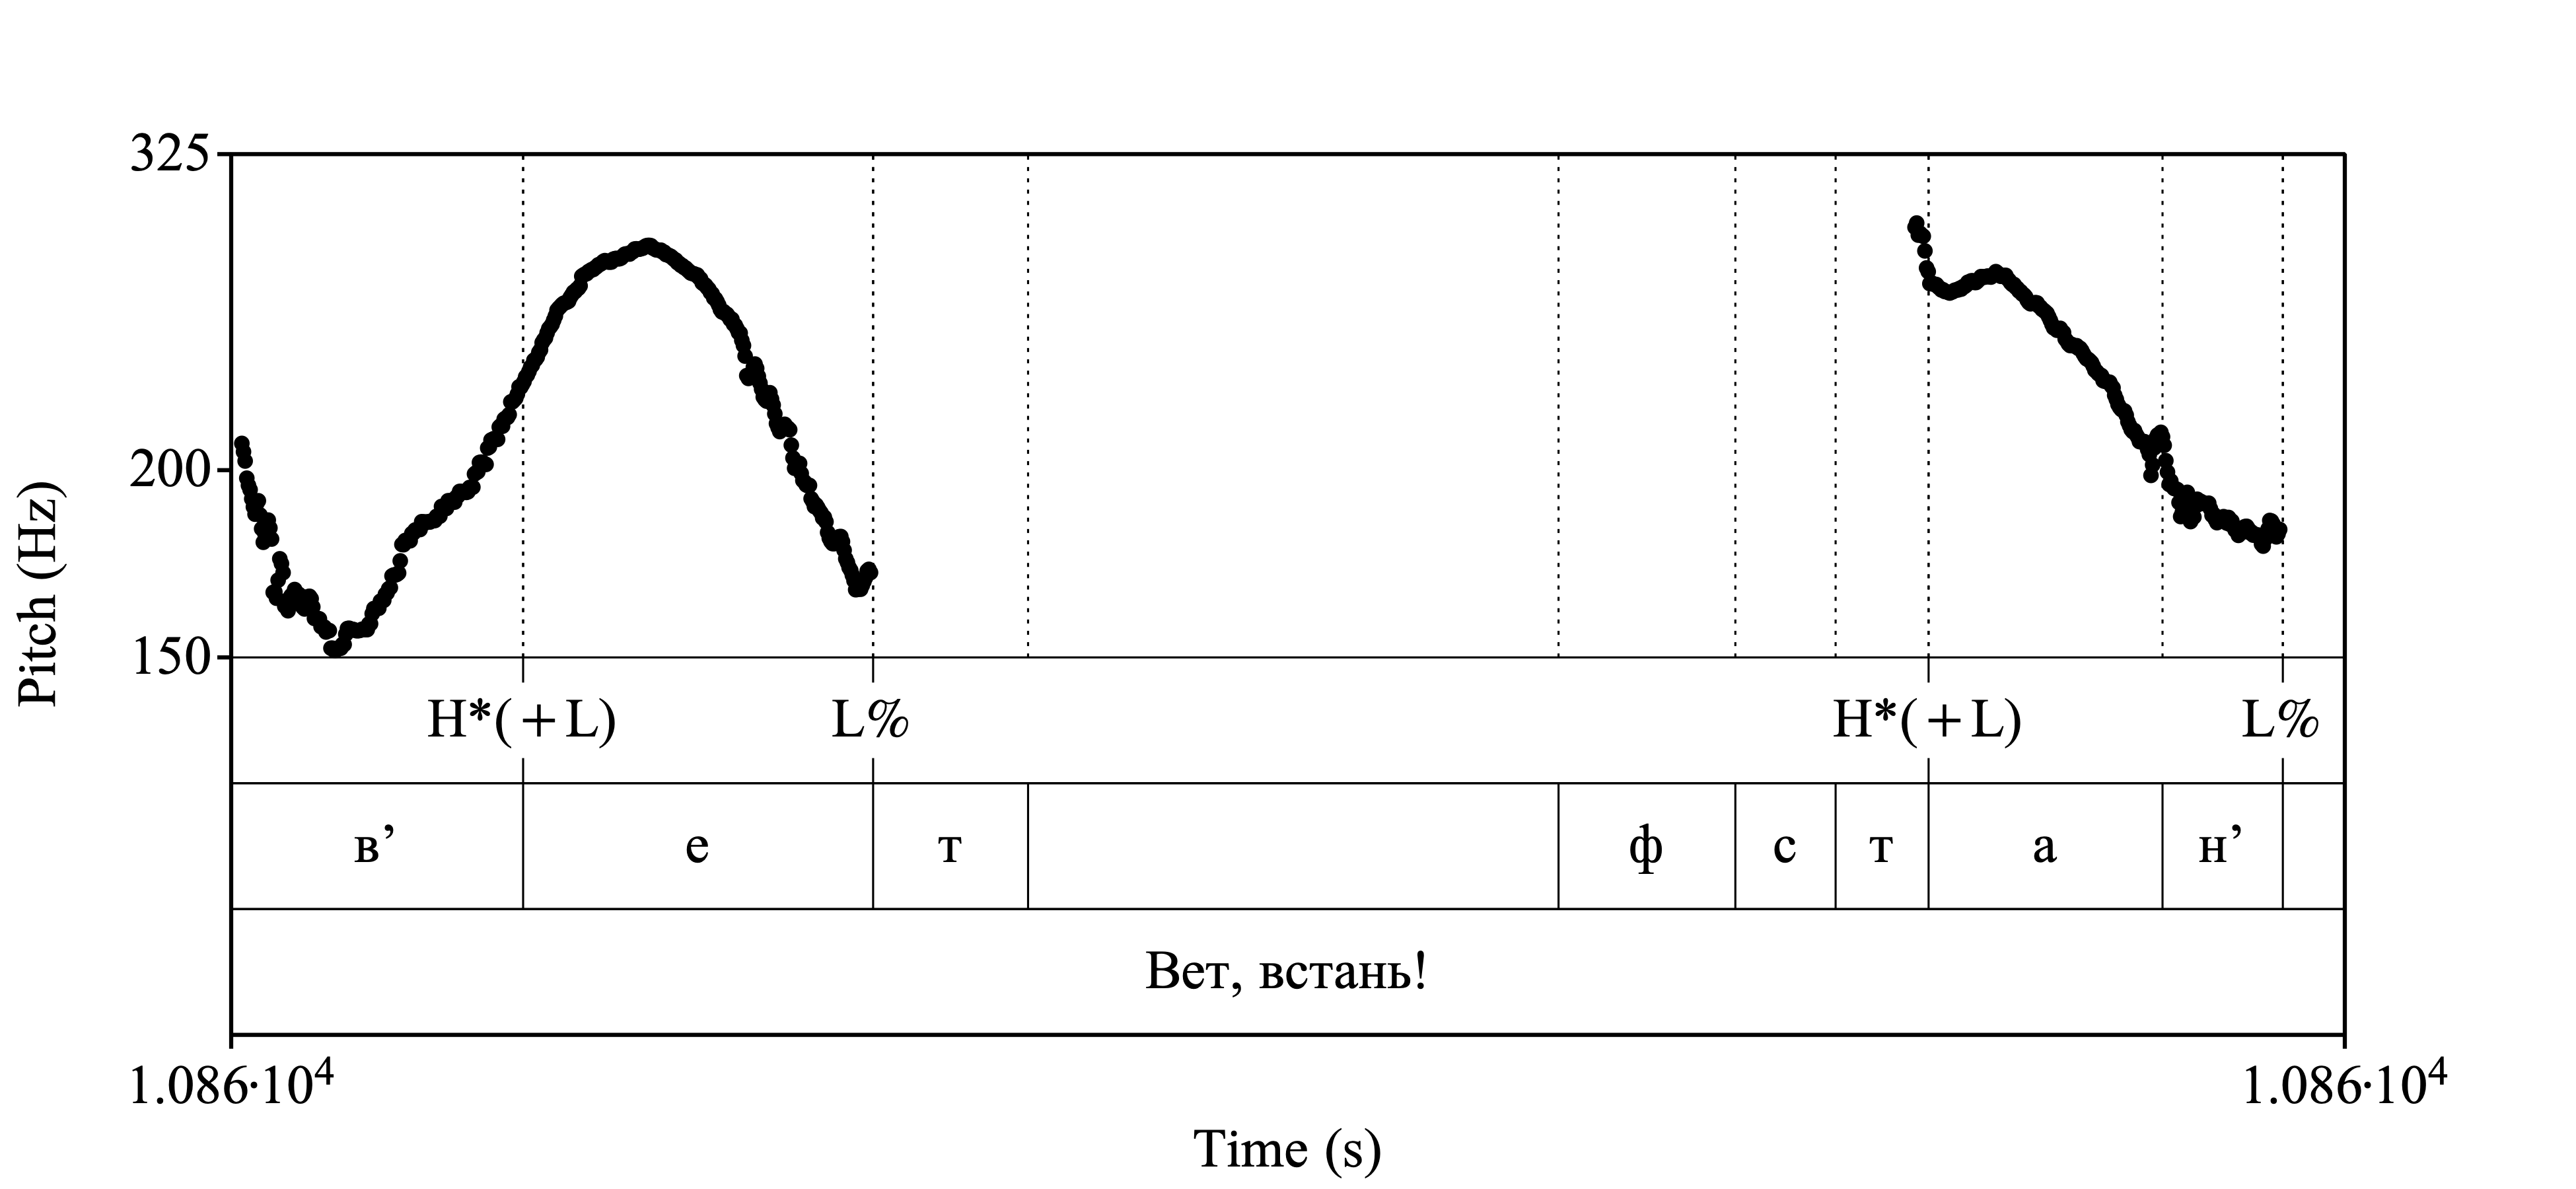 325
200
150
Pitch (Hz)
H*(+L) L% H*(+L) L%
в’ е т ф с т а н’
Вет, встань!
1.086·10⁴ 1.086·10⁴
Time (s)